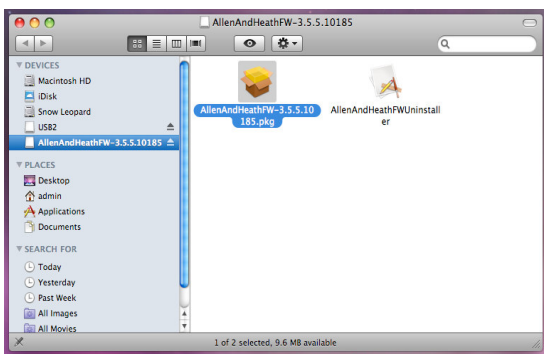 AllenAndHeathFW-3.5.5.10185
DEVICES
Macintosh HD
iDisk
Snow Leopard
USB2
AllenAndHeathFW-3.5.5.10185
PLACES
Desktop
admin
Applications
Documents
SEARCH FOR
Today
Yesterday
Past Week
All Images
All Movies
AllenAndHeathFW-3.5.5.10
185.pkg
AllenAndHeathFWUninstall
er
1 of 2 selected, 9.6 MB available